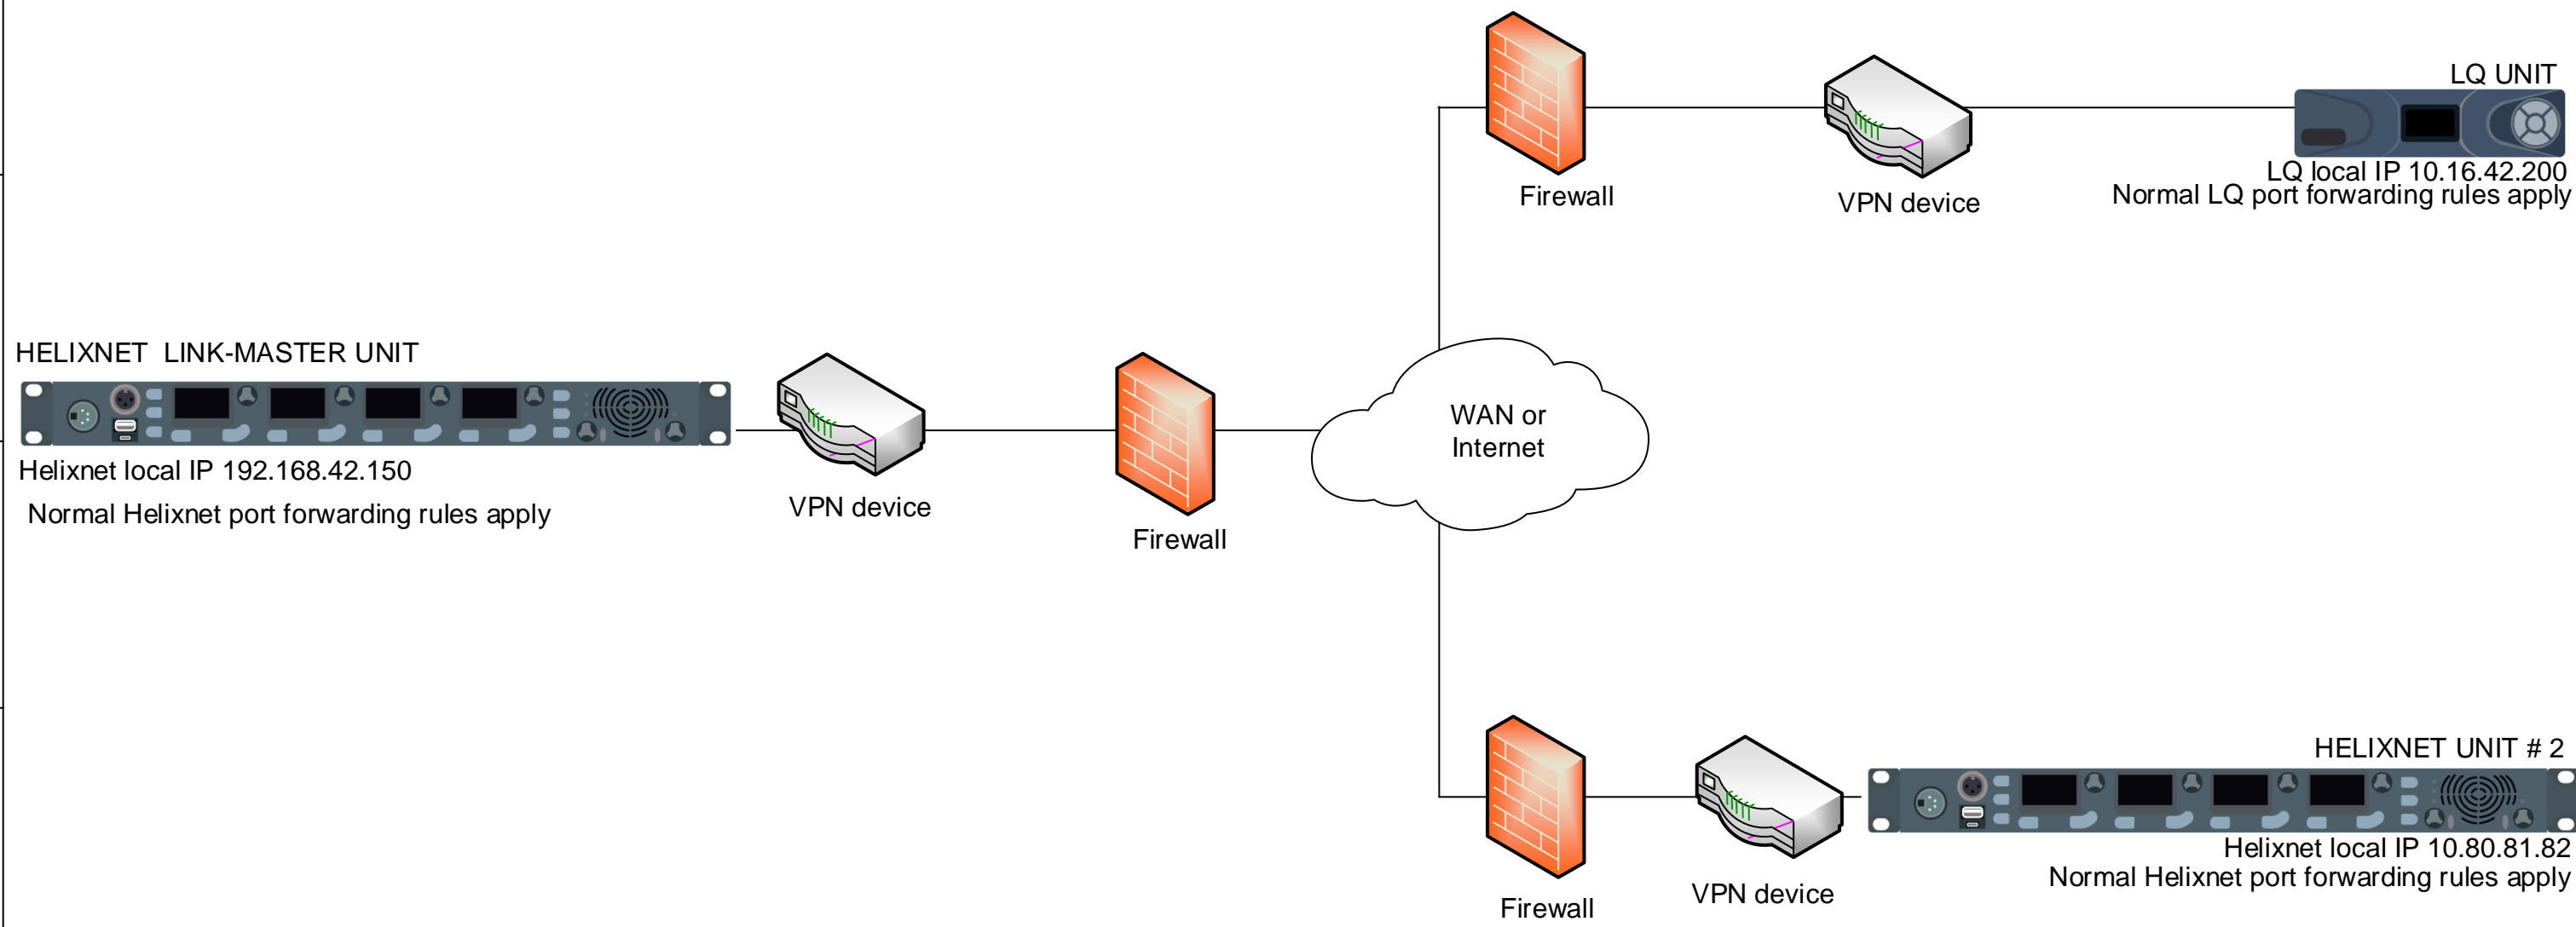 LQ UNIT
LQ local IP 10.16.42.200
Normal LQ port forwarding rules apply
Firewall
VPN device
HELIXNET  LINK-MASTER UNIT
Helixnet local IP 192.168.42.150
Normal Helixnet port forwarding rules apply
VPN device
Firewall
WAN or
Internet
HELIXNET UNIT # 2
Helixnet local IP 10.80.81.82
Normal Helixnet port forwarding rules apply
VPN device
Firewall